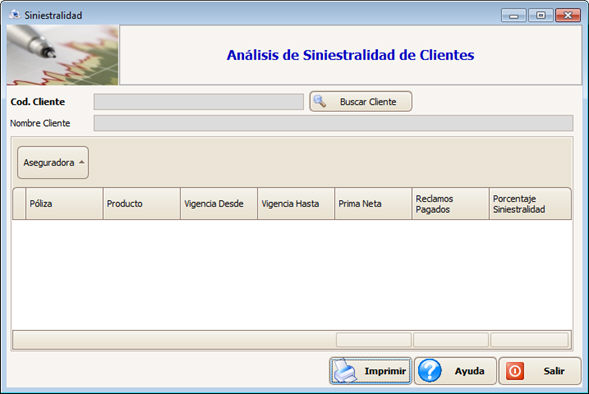 Siniestralidad
Análisis de Siniestralidad de Clientes
Cod. Cliente
Buscar Cliente
Nombre Cliente
Aseguradora
Póliza
Producto
Vigencia Desde
Vigencia Hasta
Prima Neta
Reclamos
Pagados
Porcentaje
Siniestralidad
Imprimir
Ayuda
Salir